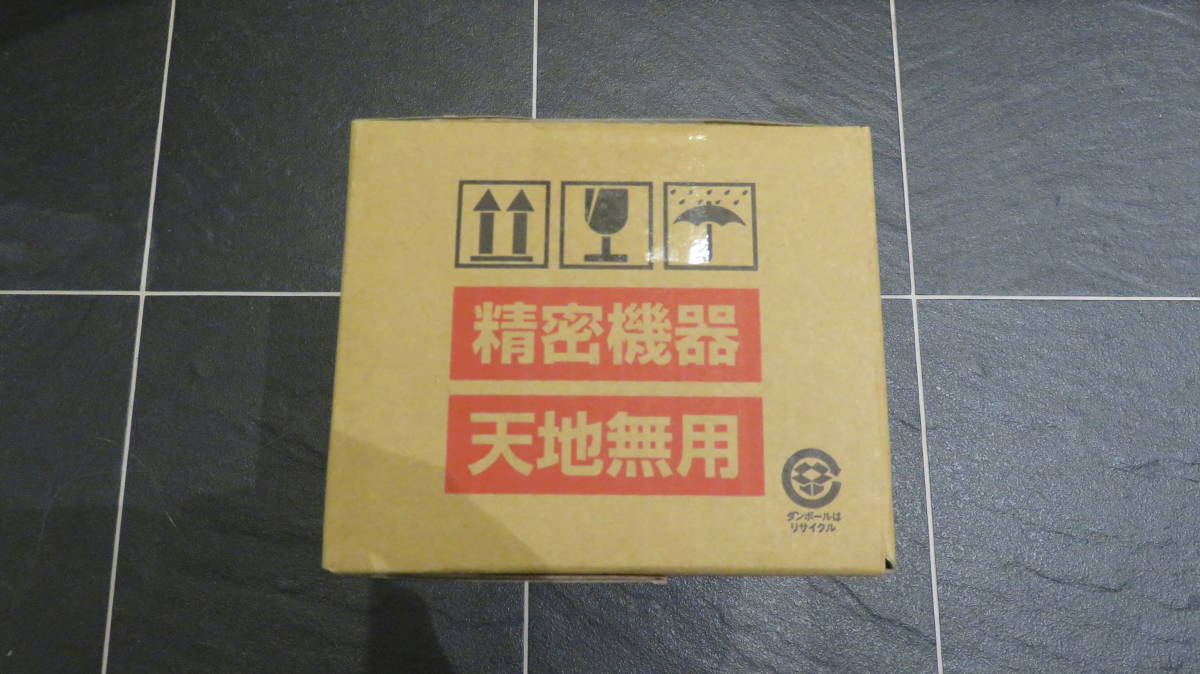 精密機器
天地無用
ダンボールは
リサイクル